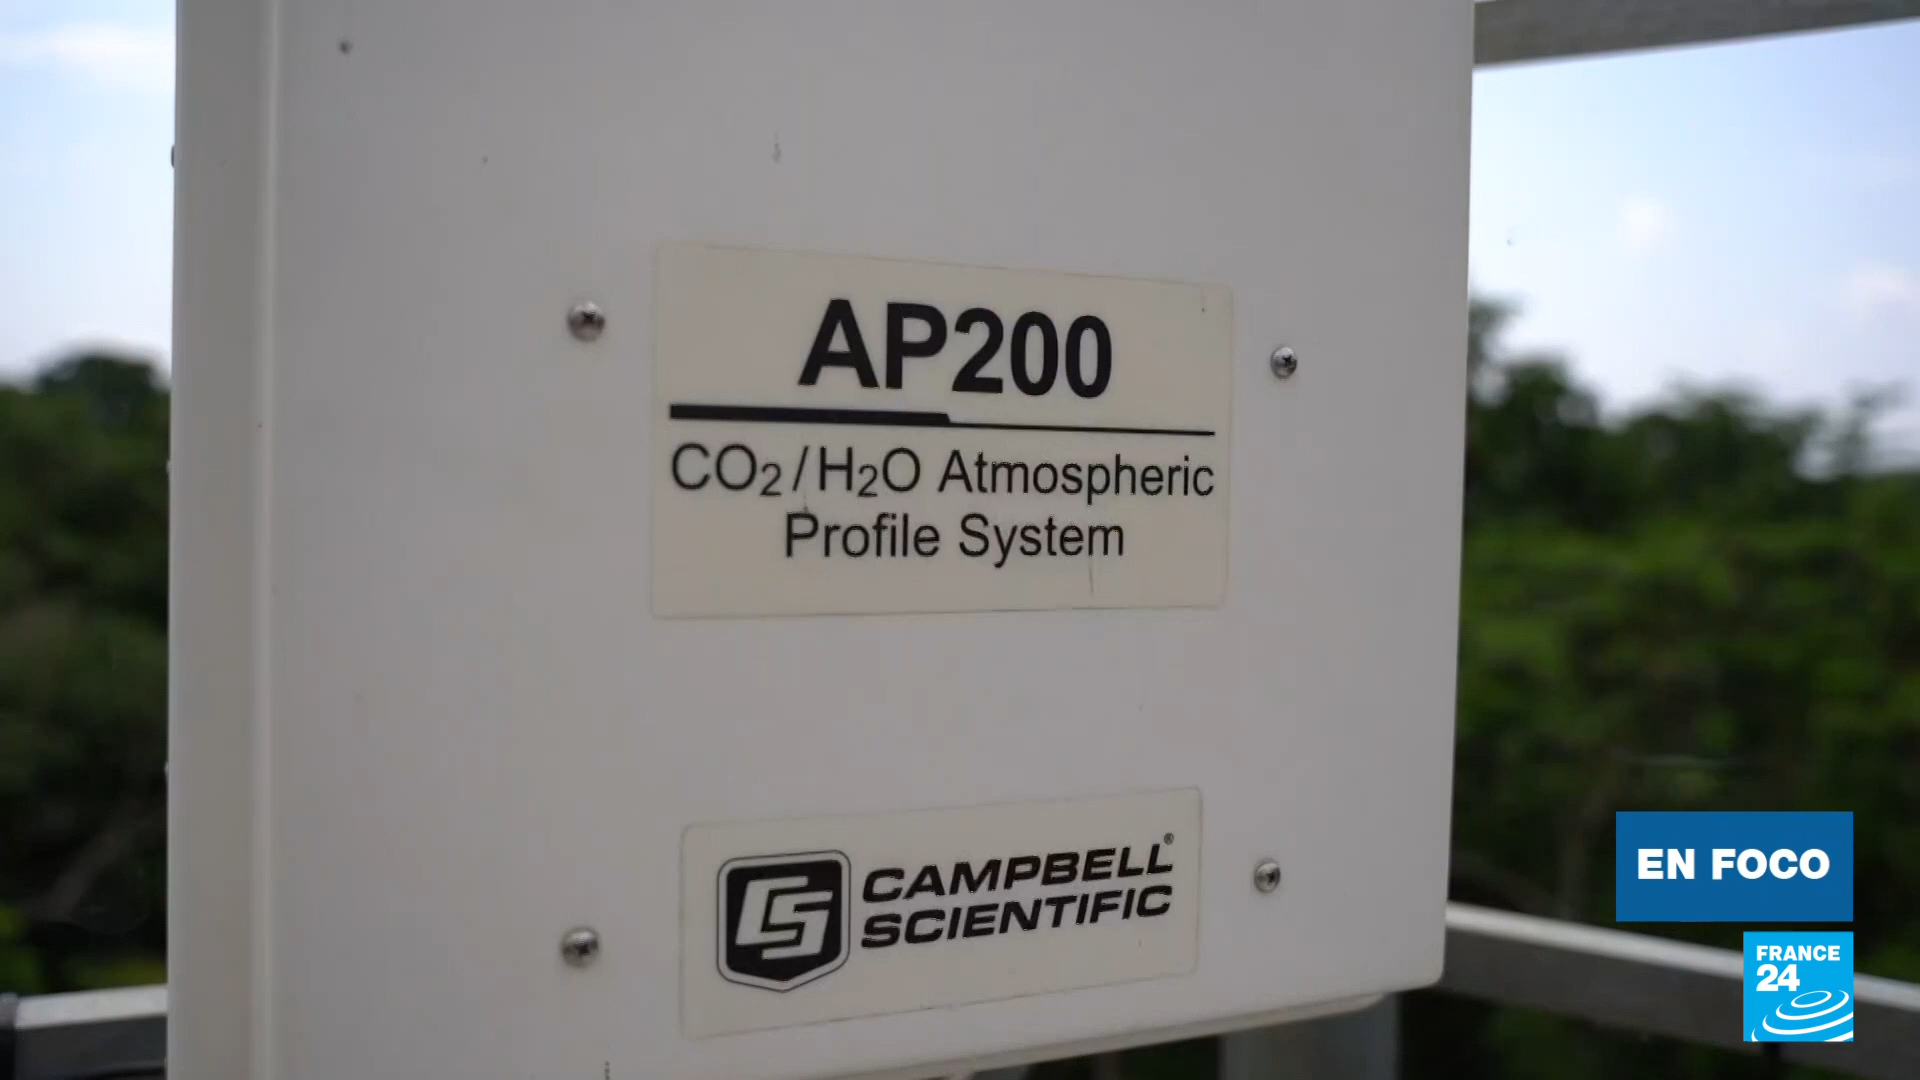 AP200
CO₂/H₂O Atmospheric
Profile System
CAMPBELL®
SCIENTIFIC
EN FOCO
FRANCE
24